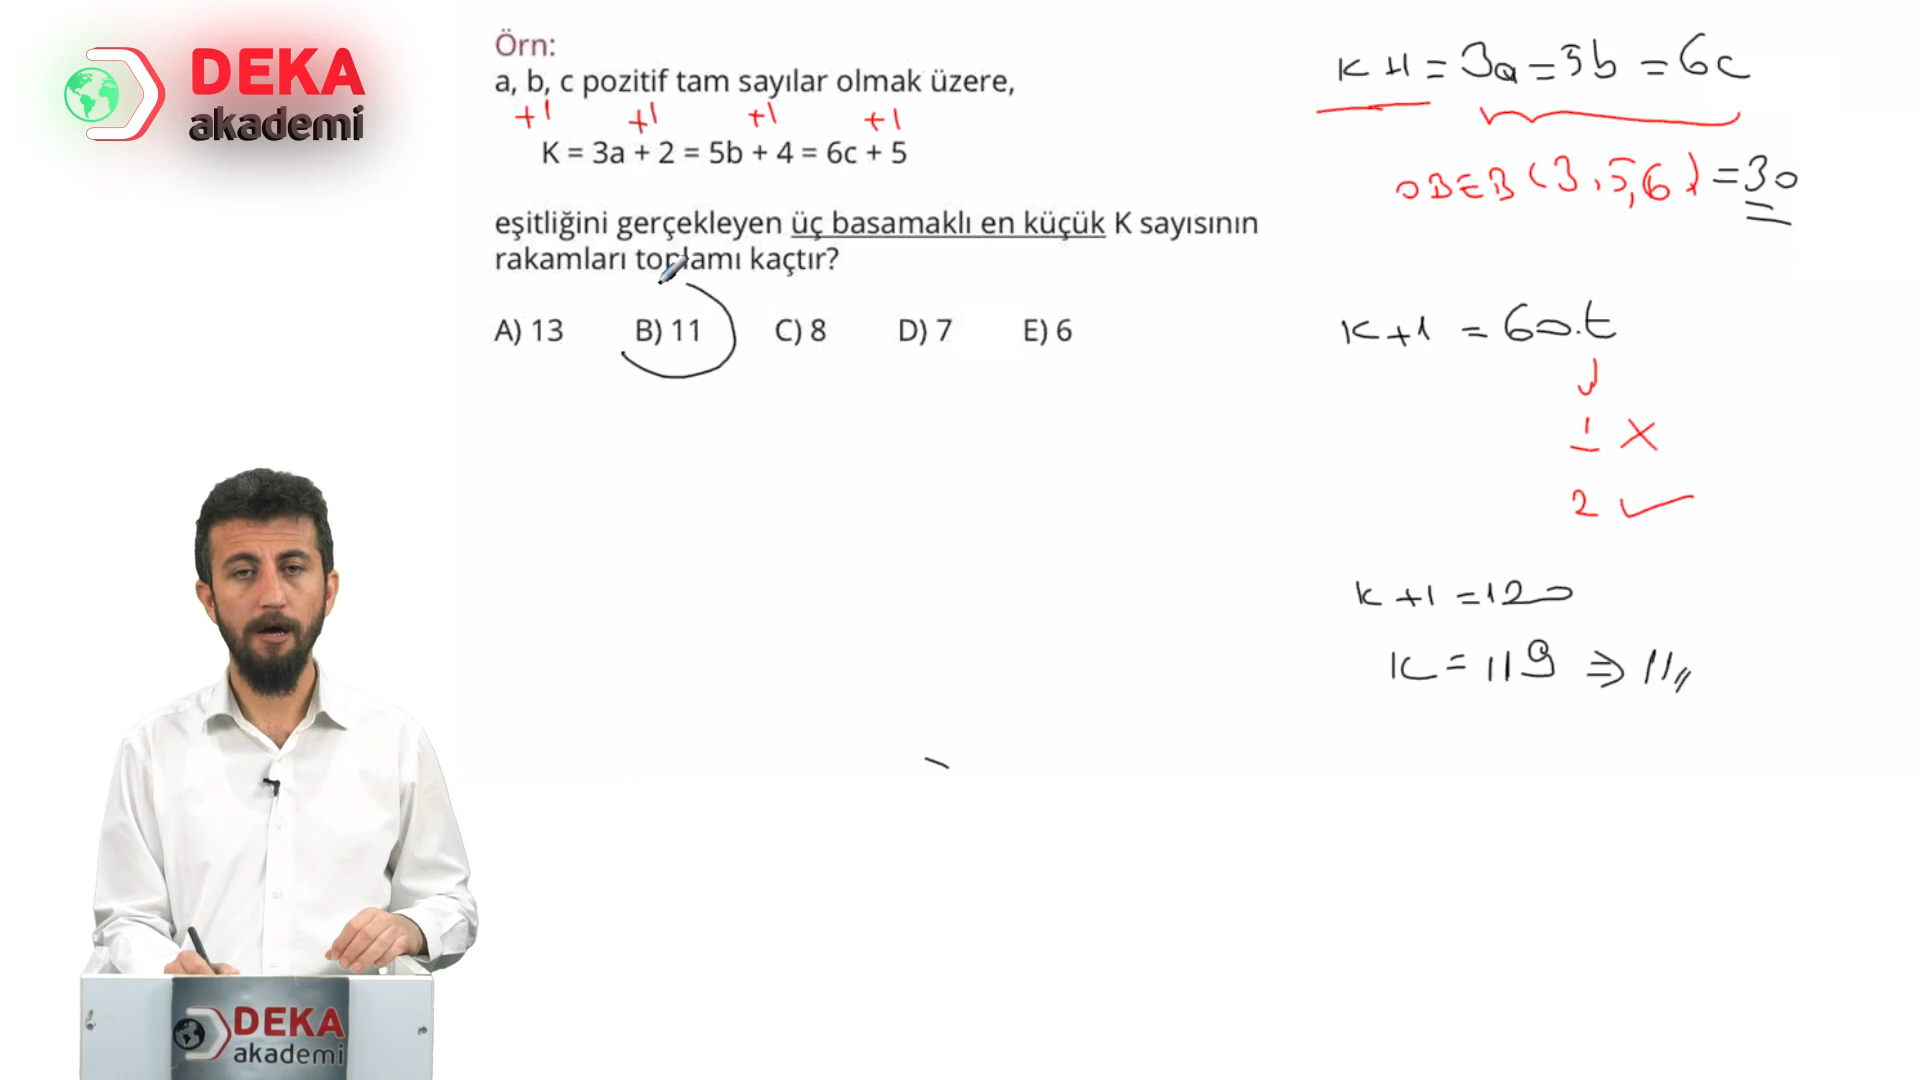 DEKA
akademi
Örn:
a, b, c pozitif tam sayılar olmak üzere,
+1 +1 +1 +1
K = 3a + 2 = 5b + 4 = 6c + 5
eşitliğini gerçekleyen üç basamaklı en küçük K sayısının
rakamları toplamı kaçtır?
A) 13 B) 11 C) 8 D) 7 E) 6
K+1 = 3a = 5b = 6c
OBEB (3,5,6) = 30
K+1 = 60.t
1 X
2 ✓
K+1 = 120
K = 119 ⇒ 11
DEKA
akademi